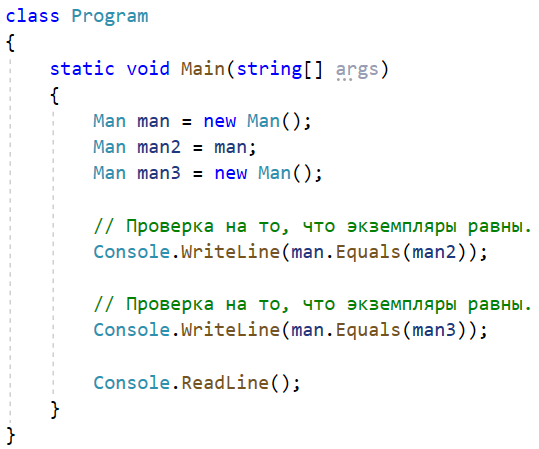 class Program
{
    static void Main(string[] args)
    {
        Man man = new Man();
        Man man2 = man;
        Man man3 = new Man();

        // Проверка на то, что экземпляры равны.
        Console.WriteLine(man.Equals(man2));

        // Проверка на то, что экземпляры равны.
        Console.WriteLine(man.Equals(man3));

        Console.ReadLine();
    }
}